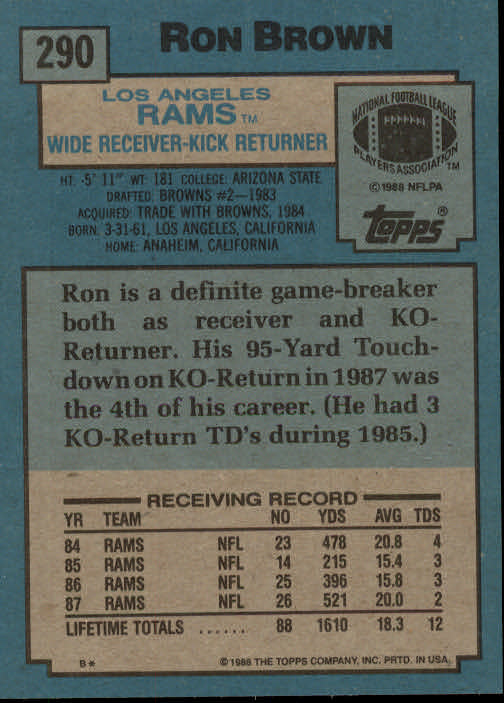 290
RON BROWN
LOS ANGELES
RAMS TM
WIDE RECEIVER-KICK RETURNER
NATIONAL FOOTBALL LEAGUE
PLAYERS ASSOCIATION TM
© 1988 NFLPA
topps®
HT: 5' 11" WT: 181 COLLEGE: ARIZONA STATE
DRAFTED: BROWNS #2—1983
ACQUIRED: TRADE WITH BROWNS, 1984
BORN: 3-31-61, LOS ANGELES, CALIFORNIA
HOME: ANAHEIM, CALIFORNIA
Ron is a definite game-breaker
both as receiver and KO-
Returner. His 95-Yard Touch-
down on KO-Return in 1987 was
the 4th of his career. (He had 3
KO-Return TD's during 1985.)
RECEIVING RECORD
YR TEAM NO YDS AVG TDS
84 RAMS NFL 23 478 20.8 4
85 RAMS NFL 14 215 15.4 3
86 RAMS NFL 25 396 15.8 3
87 RAMS NFL 26 521 20.0 2
LIFETIME TOTALS ...... 88 1610 18.3 12
B* © 1988 THE TOPPS COMPANY, INC. PRTD. IN USA.